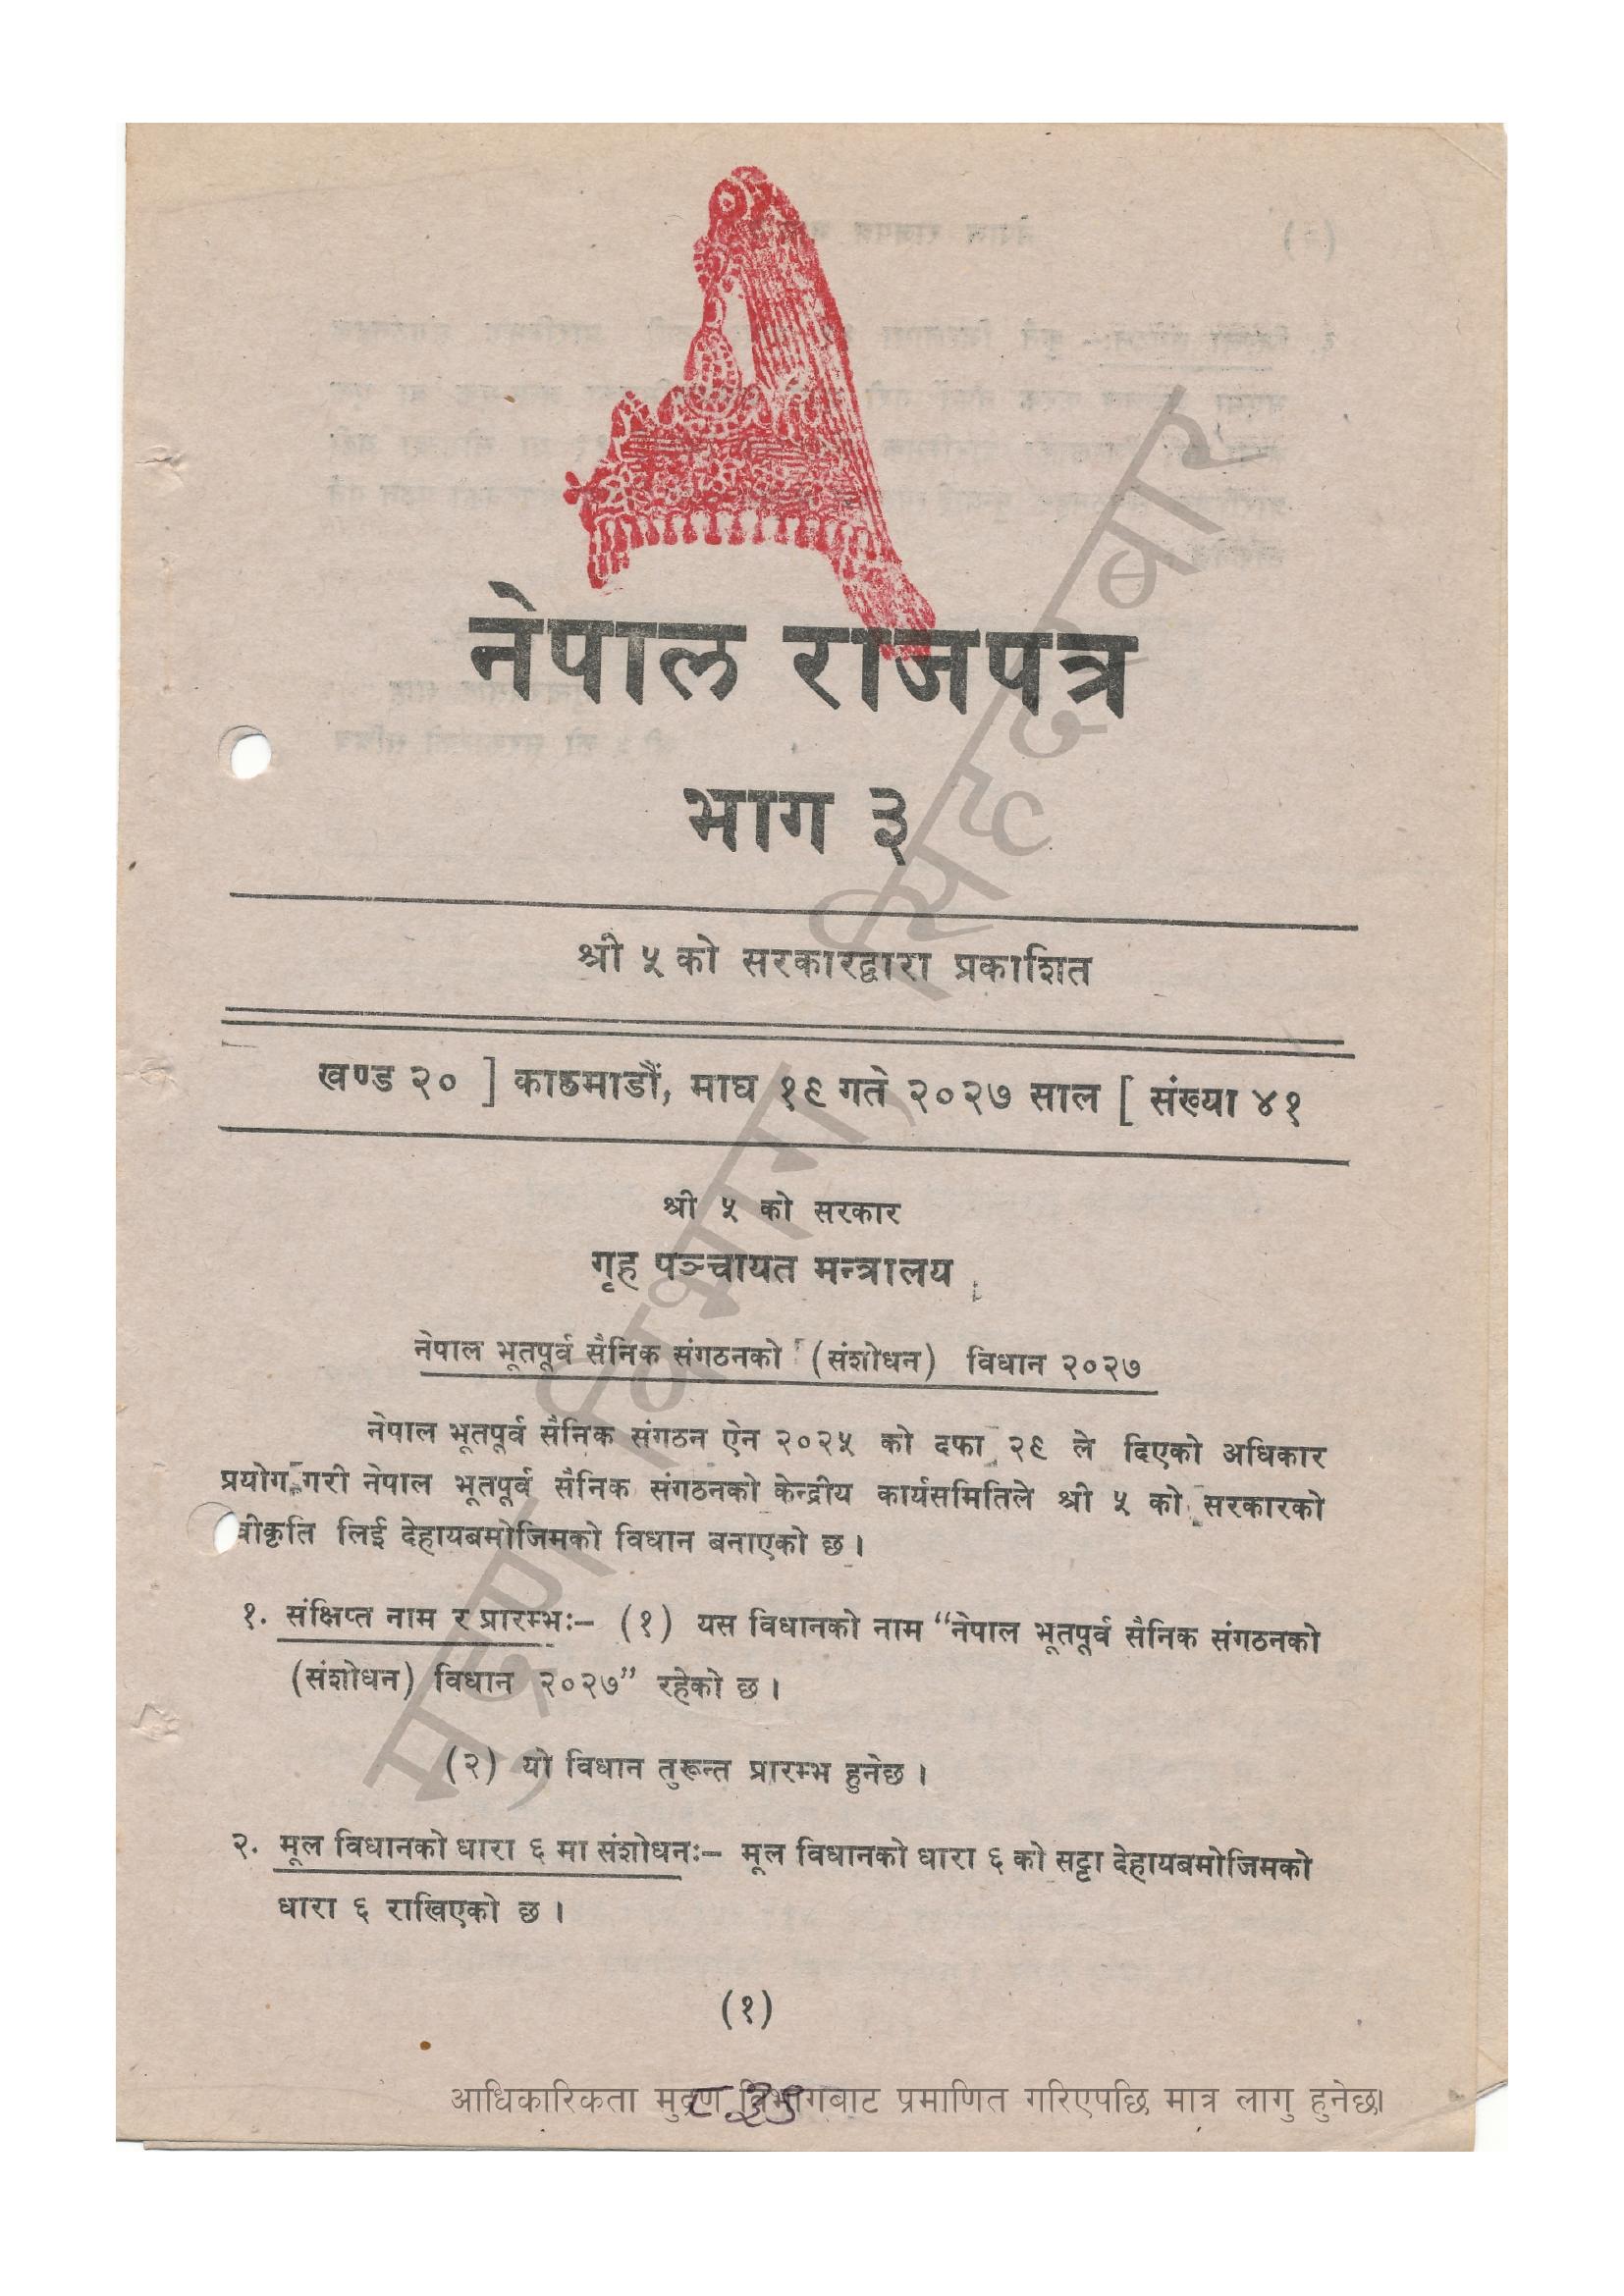 नेपाल राजपत्र
भाग ३
श्री ५ को सरकारद्वारा प्रकाशित
खण्ड २० ] काठमाडौं, माघ १९ गते २०२७ साल [ संख्या ४१
श्री ५ को सरकार
गृह पञ्चायत मन्त्रालय
नेपाल भूतपूर्व सैनिक संगठनको (संशोधन) विधान २०२७
नेपाल भूतपूर्व सैनिक संगठन ऐन २०२५ को दफा २९ ले दिएको अधिकार
प्रयोग गरी नेपाल भूतपूर्व सैनिक संगठनको केन्द्रीय कार्यसमितिले श्री ५ को सरकारको
वीकृति लिई देहायबमोजिमको विधान बनाएको छ ।
१. संक्षिप्त नाम र प्रारम्भः– (१) यस विधानको नाम “नेपाल भूतपूर्व सैनिक संगठनको
(संशोधन) विधान २०२७” रहेको छ ।
(२) यो विधान तुरून्त प्रारम्भ हुनेछ ।
२. मूल विधानको धारा ६ मा संशोधनः– मूल विधानको धारा ६ को सट्टा देहायबमोजिमको
धारा ६ राखिएको छ ।
(१)
आधिकारिकता मुद्रण विभागबाट प्रमाणित गरिएपछि मात्र लागु हुनेछ।
मुद्रण विभाग, सिंहदरबार